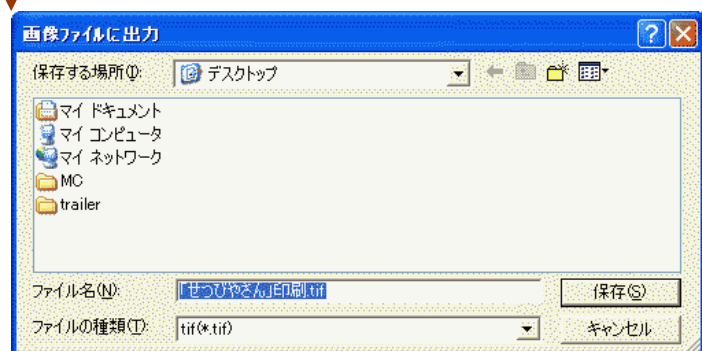 画像ファイルに出力
保存する場所(I): デスクトップ
マイ ドキュメント
マイ コンピュータ
マイ ネットワーク
MC
trailer
ファイル名(N): 「せつびやさん」印刷.tif 保存(S)
ファイルの種類(T): tif(*.tif) キャンセル